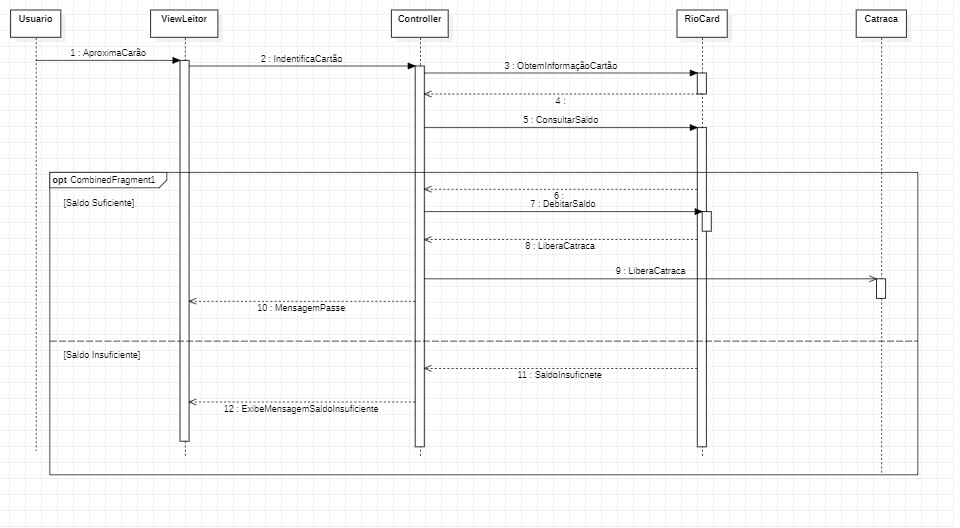 Usuario
ViewLeitor
Controller
RioCard
Catraca
1 : AproximaCarão
2 : IndentificaCartão
3 : ObtemInformaçãoCartão
4 :
5 : ConsultarSaldo
opt CombinedFragment1
[Saldo Suficiente]
6 :
7 : DebitarSaldo
8 : LiberaCatraca
9 : LiberaCatraca
10 : MensagemPasse
[Saldo Insuficiente]
11 : SaldoInsuficnete
12 : ExibeMensagemSaldoInsuficiente